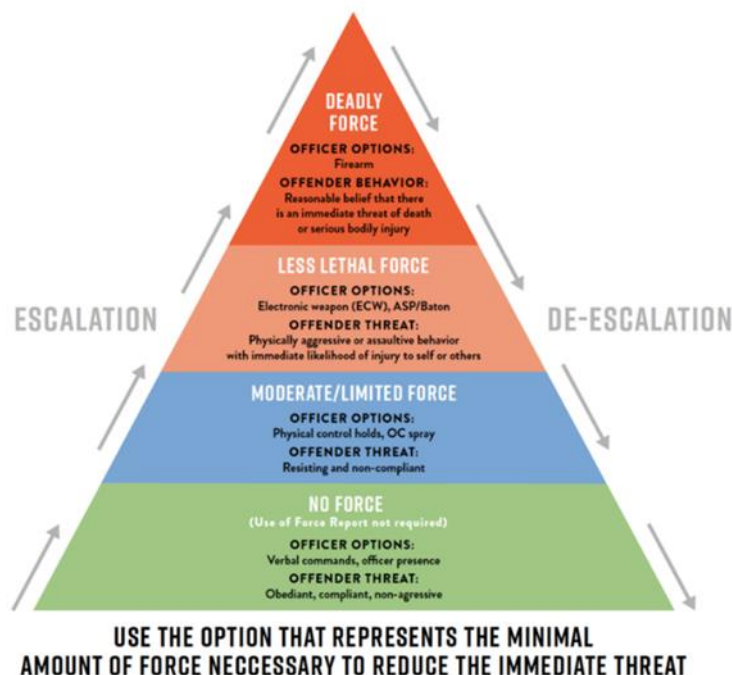 DEADLY
FORCE
OFFICER OPTIONS:
Firearm
OFFENDER BEHAVIOR:
Reasonable belief that there
is an immediate threat of death
or serious bodily injury
LESS LETHAL FORCE
OFFICER OPTIONS:
Electronic weapon (ECW), ASP/Baton
OFFENDER THREAT:
Physically aggressive or assaultive behavior
with immediate likelihood of injury to self or others
ESCALATION
DE-ESCALATION
MODERATE/LIMITED FORCE
OFFICER OPTIONS:
Physical control holds, OC spray
OFFENDER THREAT:
Resisting and non-compliant
NO FORCE
(Use of Force Report not required)
OFFICER OPTIONS:
Verbal commands, officer presence
OFFENDER THREAT:
Obediant, compliant, non-agressive
USE THE OPTION THAT REPRESENTS THE MINIMAL
AMOUNT OF FORCE NECCESSARY TO REDUCE THE IMMEDIATE THREAT